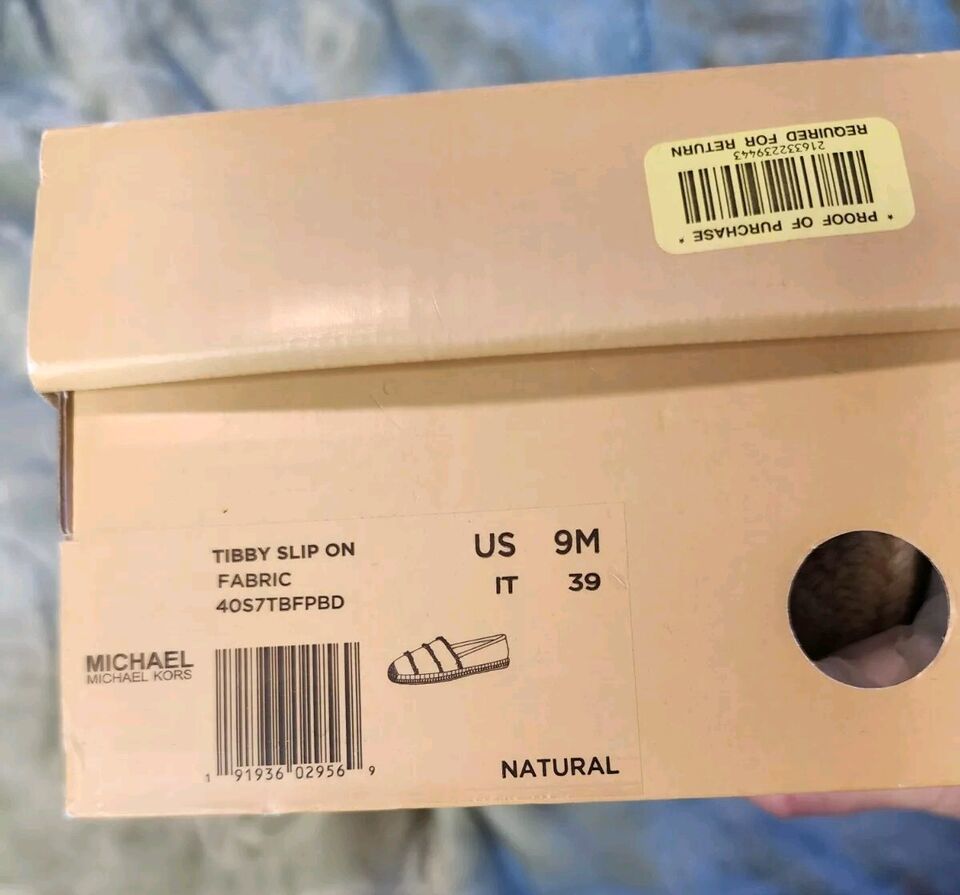 * PROOF OF PURCHASE *
216332239443
REQUIRED FOR RETURN
TIBBY SLIP ON
FABRIC
40S7TBFPBD
US 9M
IT 39
MICHAEL
MICHAEL KORS
1 91936 02956 9
NATURAL